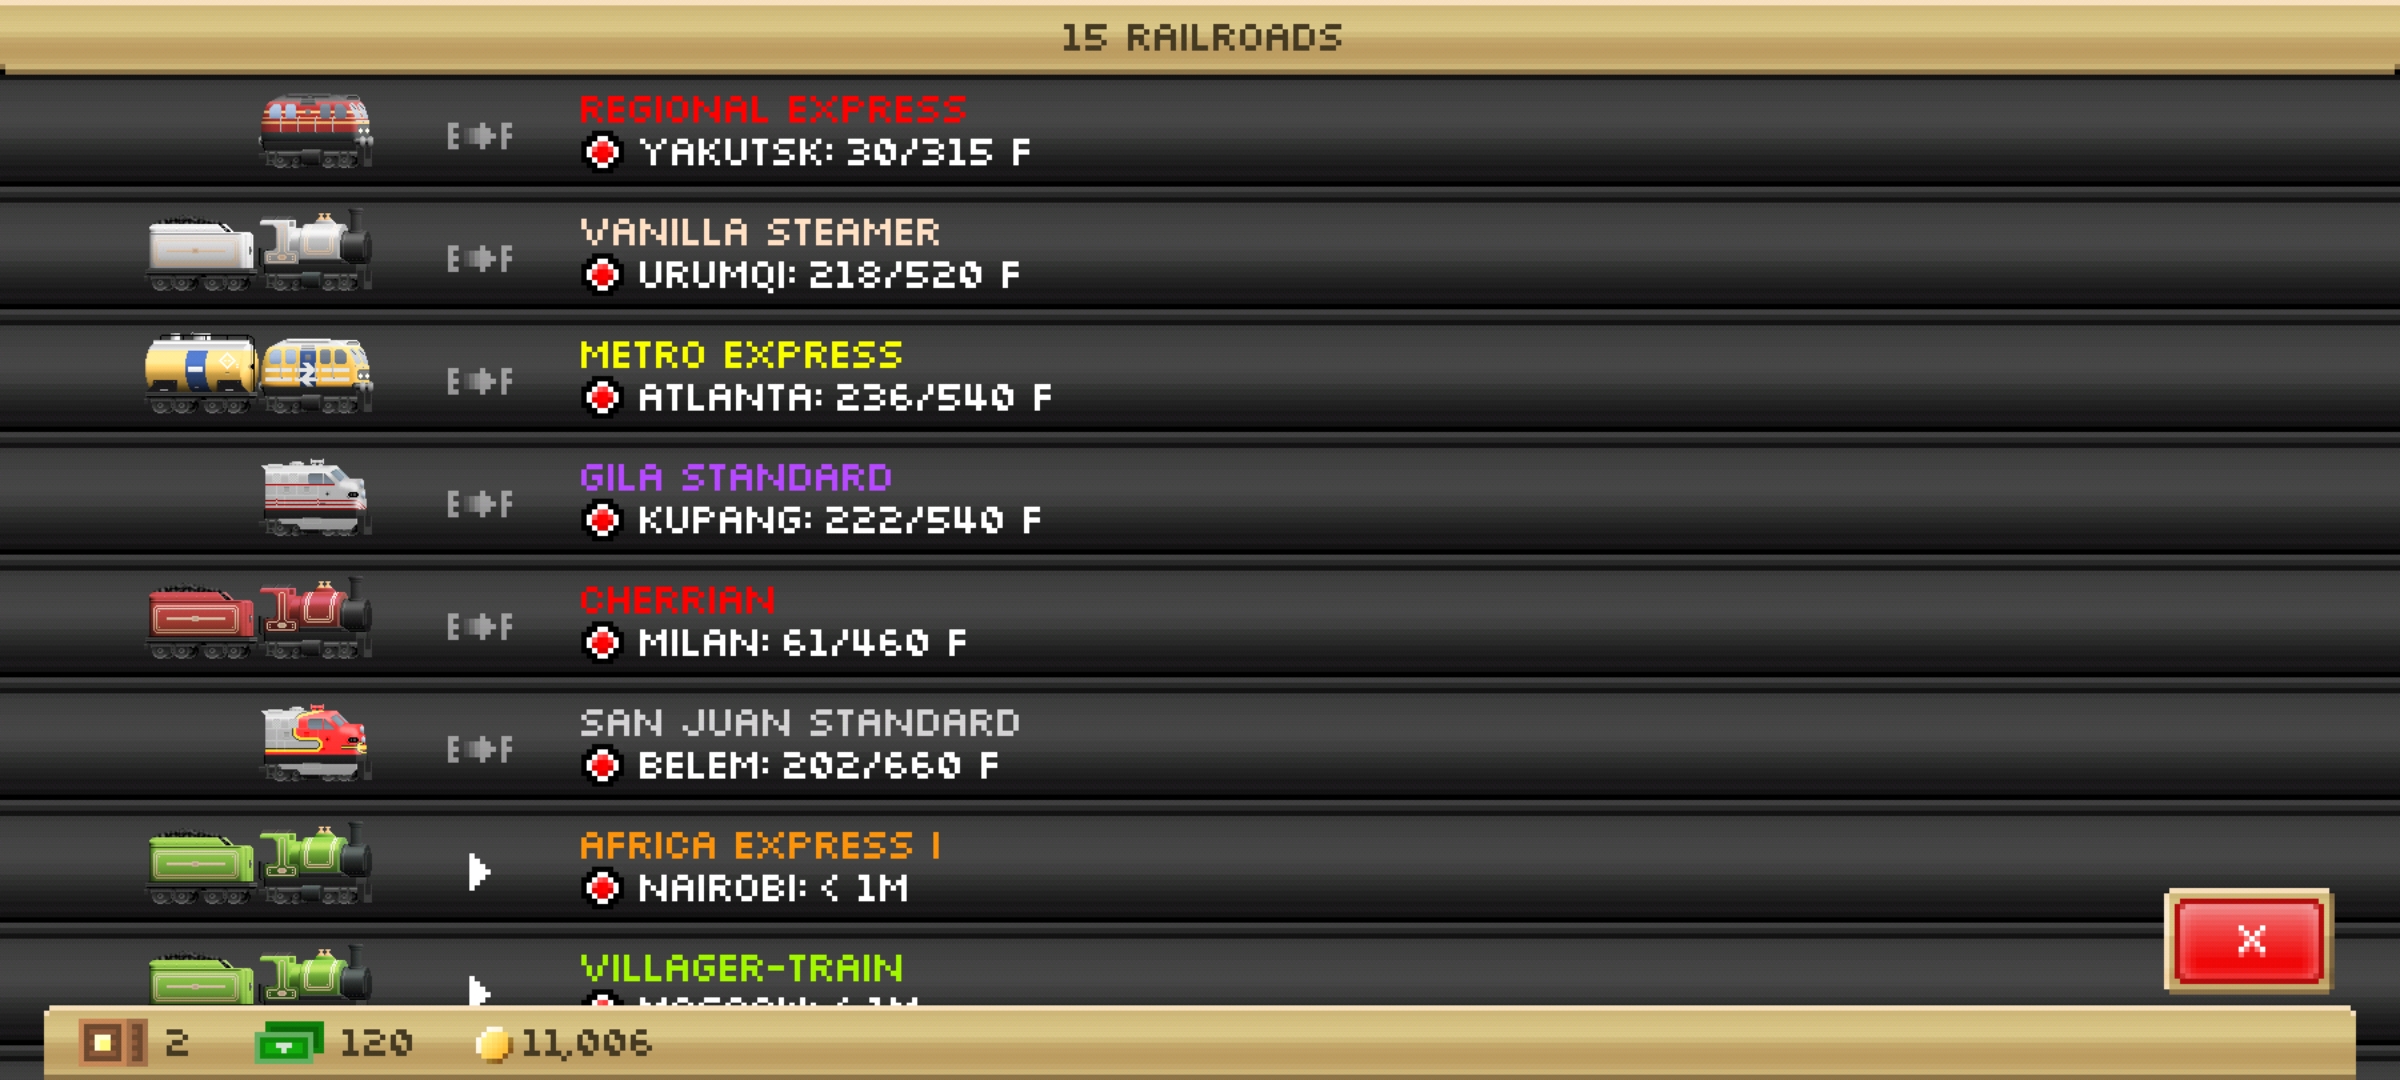 15 RAILROADS
E F
REGIONAL EXPRESS
YAKUTSK: 30/315 F
E F
VANILLA STEAMER
URUMQI: 218/520 F
E F
METRO EXPRESS
ATLANTA: 236/540 F
E F
GILA STANDARD
KUPANG: 222/540 F
E F
CHERRIAN
MILAN: 61/460 F
E F
SAN JUAN STANDARD
BELEM: 202/660 F
AFRICA EXPRESS I
NAIROBI: < 1M
VILLAGER-TRAIN
< 1M
X
2 120 11,006